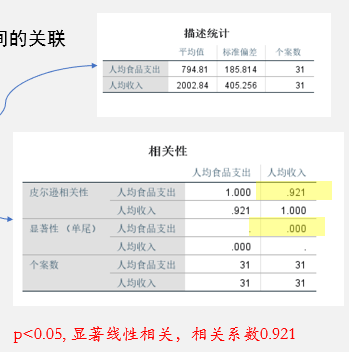 间的关联
描述统计
平均值 标准偏差 个案数
人均食品支出 794.81 185.814 31
人均收入 2002.84 405.256 31
相关性
人均食品支出 人均收入
皮尔逊相关性 人均食品支出 1.000 .921
人均收入 .921 1.000
显著性 （单尾） 人均食品支出 . .000
人均收入 .000 .
个案数 人均食品支出 31 31
人均收入 31 31
p<0.05, 显著线性相关， 相关系数0.921